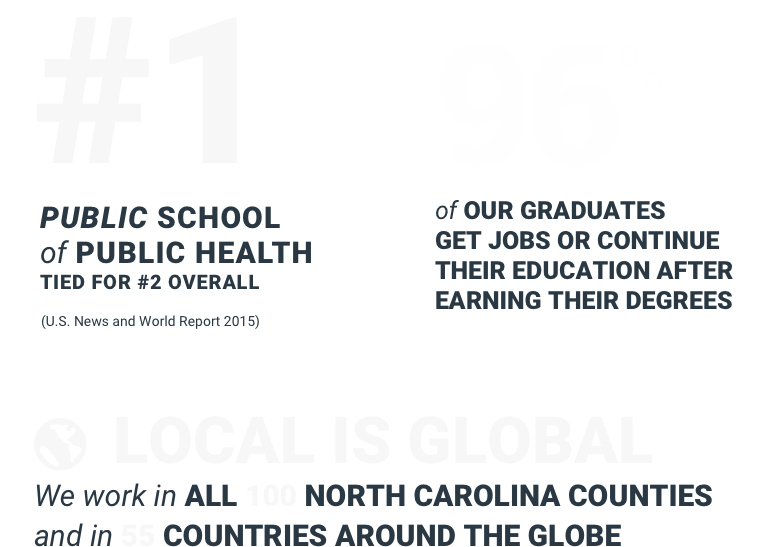 #1
PUBLIC SCHOOL
of PUBLIC HEALTH
TIED FOR #2 OVERALL
(U.S. News and World Report 2015)
96
of OUR GRADUATES
GET JOBS OR CONTINUE
THEIR EDUCATION AFTER
EARNING THEIR DEGREES
LOCAL IS GLOBAL
We work in ALL 100 NORTH CAROLINA COUNTIES
and in 55 COUNTRIES AROUND THE GLOBE